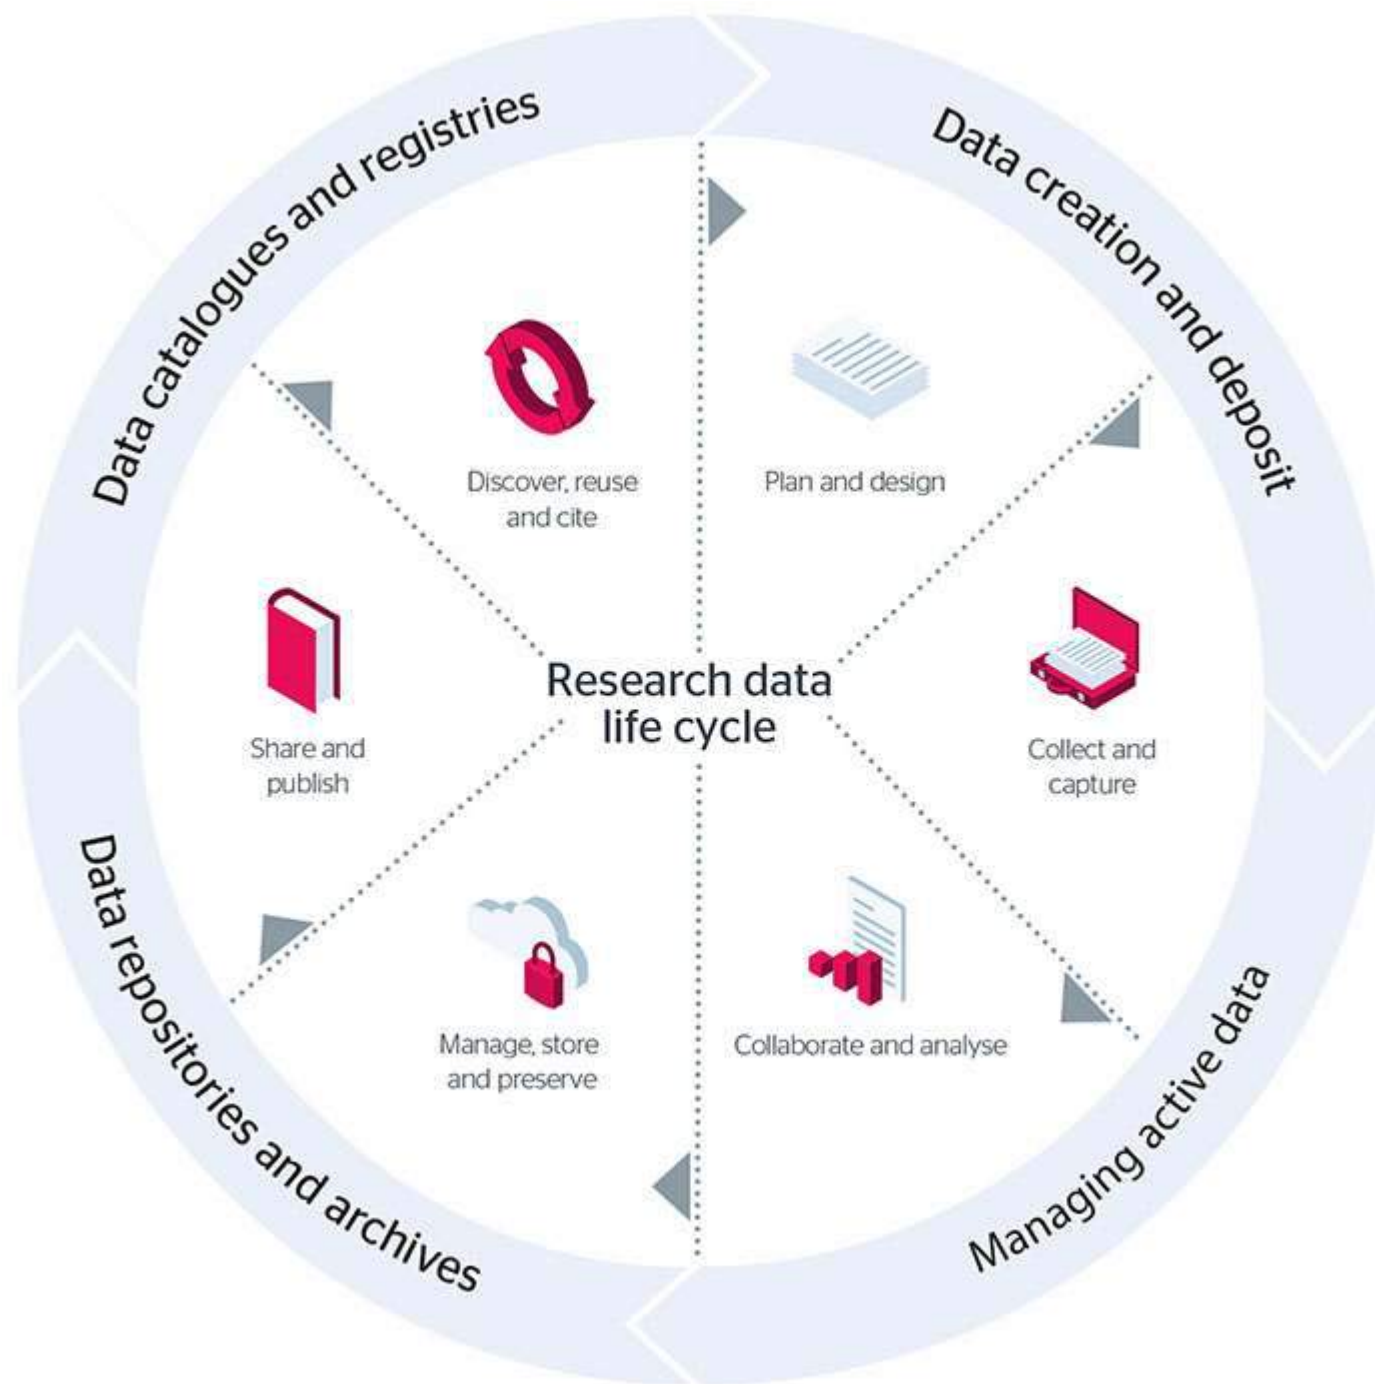 Data catalogues and registries
Data creation and deposit
Discover, reuse
and cite
Plan and design
Research data
life cycle
Share and
publish
Collect and
capture
Manage, store
and preserve
Collaborate and analyse
Data repositories and archives
Managing active data